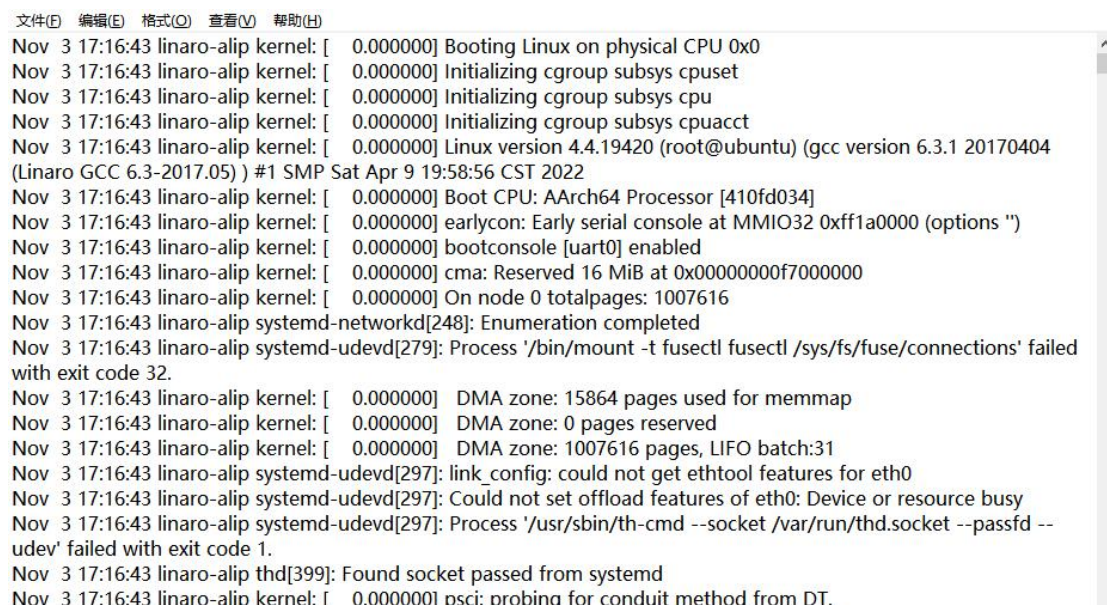 文件(F) 编辑(E) 格式(O) 查看(V) 帮助(H)
Nov  3 17:16:43 linaro-alip kernel: [    0.000000] Booting Linux on physical CPU 0x0
Nov  3 17:16:43 linaro-alip kernel: [    0.000000] Initializing cgroup subsys cpuset
Nov  3 17:16:43 linaro-alip kernel: [    0.000000] Initializing cgroup subsys cpu
Nov  3 17:16:43 linaro-alip kernel: [    0.000000] Initializing cgroup subsys cpuacct
Nov  3 17:16:43 linaro-alip kernel: [    0.000000] Linux version 4.4.19420 (root@ubuntu) (gcc version 6.3.1 20170404
(Linaro GCC 6.3-2017.05) ) #1 SMP Sat Apr 9 19:58:56 CST 2022
Nov  3 17:16:43 linaro-alip kernel: [    0.000000] Boot CPU: AArch64 Processor [410fd034]
Nov  3 17:16:43 linaro-alip kernel: [    0.000000] earlycon: Early serial console at MMIO32 0xff1a0000 (options '')
Nov  3 17:16:43 linaro-alip kernel: [    0.000000] bootconsole [uart0] enabled
Nov  3 17:16:43 linaro-alip kernel: [    0.000000] cma: Reserved 16 MiB at 0x00000000f7000000
Nov  3 17:16:43 linaro-alip kernel: [    0.000000] On node 0 totalpages: 1007616
Nov  3 17:16:43 linaro-alip systemd-networkd[248]: Enumeration completed
Nov  3 17:16:43 linaro-alip systemd-udevd[279]: Process '/bin/mount -t fusectl fusectl /sys/fs/fuse/connections' failed
with exit code 32.
Nov  3 17:16:43 linaro-alip kernel: [    0.000000]   DMA zone: 15864 pages used for memmap
Nov  3 17:16:43 linaro-alip kernel: [    0.000000]   DMA zone: 0 pages reserved
Nov  3 17:16:43 linaro-alip kernel: [    0.000000]   DMA zone: 1007616 pages, LIFO batch:31
Nov  3 17:16:43 linaro-alip systemd-udevd[297]: link_config: could not get ethtool features for eth0
Nov  3 17:16:43 linaro-alip systemd-udevd[297]: Could not set offload features of eth0: Device or resource busy
Nov  3 17:16:43 linaro-alip systemd-udevd[297]: Process '/usr/sbin/th-cmd --socket /var/run/thd.socket --passfd --
udev' failed with exit code 1.
Nov  3 17:16:43 linaro-alip thd[399]: Found socket passed from systemd
Nov  3 17:16:43 linaro-alip kernel: [    0.000000] psci: probing for conduit method from DT.